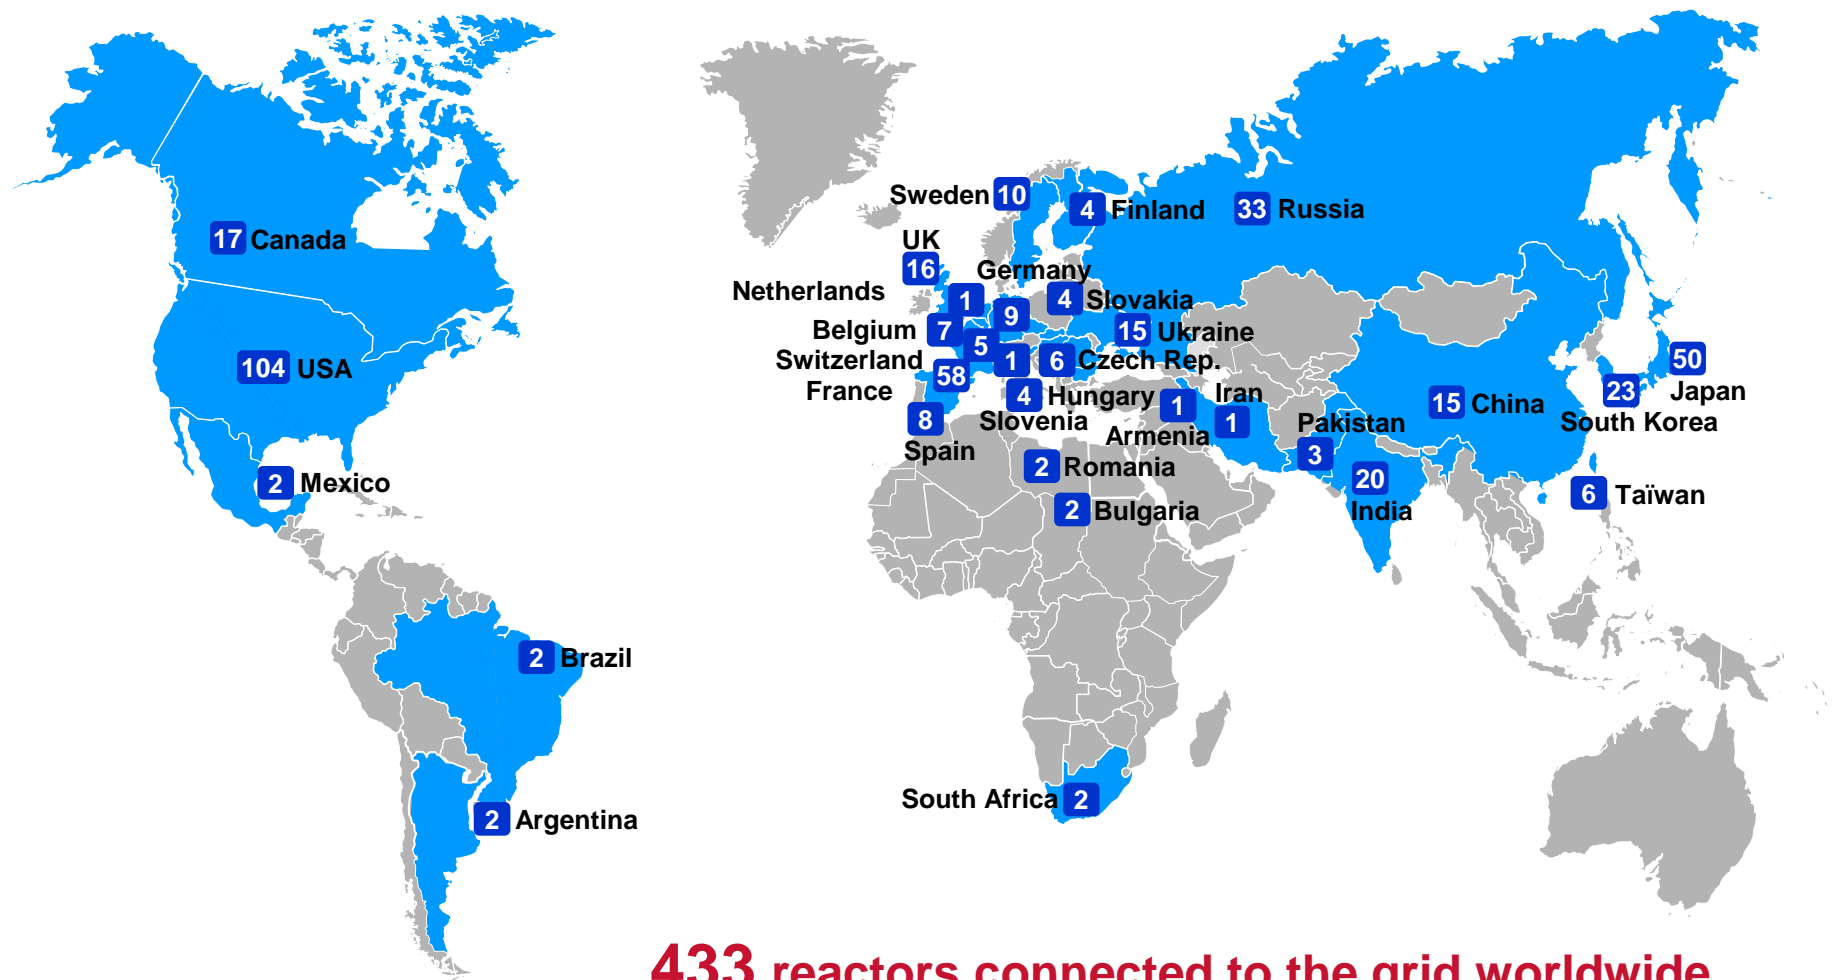 Sweden 10
4 Finland
33 Russia
17 Canada
UK
16
Germany
Netherlands 1
4 Slovakia
9
Belgium 7
15 Ukraine
5
Switzerland
1
6 Czech Rep.
50
Japan
104 USA
58
France
4 Hungary
Slovenia
1
Armenia
Iran
1
23
South Korea
15 China
8
Spain
Pakistan
3
2 Romania
20
India
2 Mexico
6 Taïwan
2 Bulgaria
2 Brazil
South Africa 2
2 Argentina
433 reactors connected to the grid worldwide